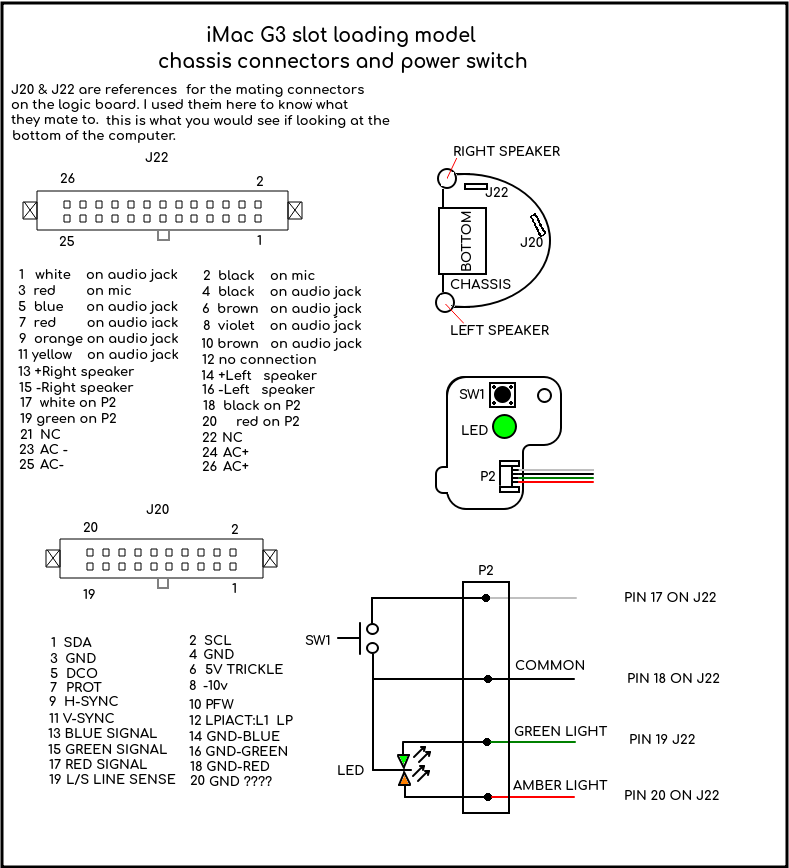 iMac G3 slot loading model
chassis connectors and power switch
J20 & J22 are references for the mating connectors
on the logic board. I used them here to know what
they mate to. this is what you would see if looking at the
bottom of the computer.
J22
26 2
25 1
1 white on audio jack
3 red on mic
5 blue on audio jack
7 red on audio jack
9 orange on audio jack
11 yellow on audio jack
13 +Right speaker
15 -Right speaker
17 white on P2
19 green on P2
21 NC
23 AC -
25 AC-
2 black on mic
4 black on audio jack
6 brown on audio jack
8 violet on audio jack
10 brown on audio jack
12 no connection
14 +Left speaker
16 -Left speaker
18 black on P2
20 red on P2
22 NC
24 AC+
26 AC+
RIGHT SPEAKER
J22
J20
BOTTOM
CHASSIS
LEFT SPEAKER
SW1
LED
P2
J20
20 2
19 1
1 SDA
3 GND
5 DCO
7 PROT
9 H-SYNC
11 V-SYNC
13 BLUE SIGNAL
15 GREEN SIGNAL
17 RED SIGNAL
19 L/S LINE SENSE
2 SCL
4 GND
6 5V TRICKLE
8 -10v
10 PFW
12 LPIACT:L1 LP
14 GND-BLUE
16 GND-GREEN
18 GND-RED
20 GND ????
P2
PIN 17 ON J22
SW1
COMMON
PIN 18 ON J22
GREEN LIGHT
PIN 19 J22
LED
AMBER LIGHT
PIN 20 ON J22